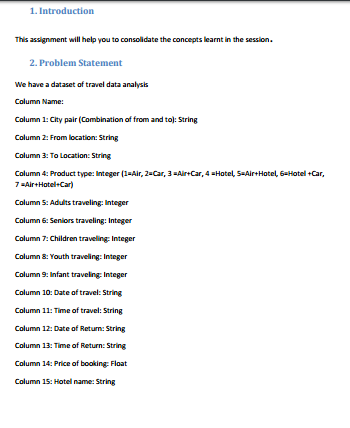 1. Introduction
This assignment will help you to consolidate the concepts learnt in the session.
2. Problem Statement
We have a dataset of travel data analysis
Column Name:
Column 1: City pair (Combination of from and to): String
Column 2: From location: String
Column 3: To Location: String
Column 4: Product type: Integer (1=Air, 2=Car, 3 =Air+Car, 4 =Hotel, 5=Air+Hotel, 6=Hotel +Car,
7 =Air+Hotel+Car)
Column 5: Adults traveling: Integer
Column 6: Seniors traveling: Integer
Column 7: Children traveling: Integer
Column 8: Youth traveling: Integer
Column 9: Infant traveling: Integer
Column 10: Date of travel: String
Column 11: Time of travel: String
Column 12: Date of Return: String
Column 13: Time of Return: String
Column 14: Price of booking: Float
Column 15: Hotel name: String